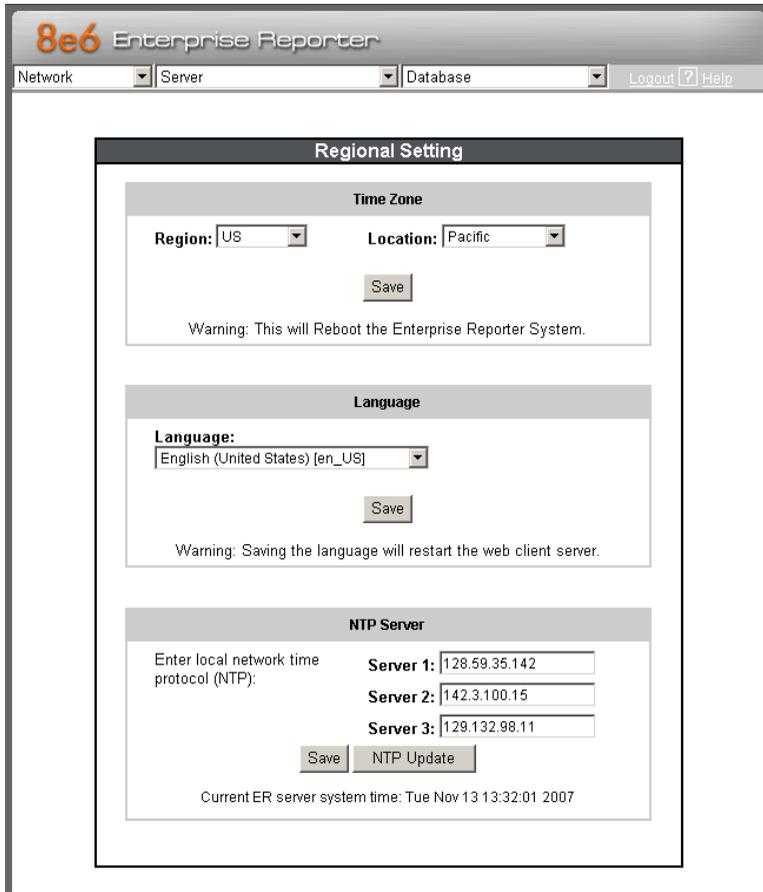 8e6 Enterprise Reporter
Network Server Database Logout ? Help
Regional Setting
Time Zone
Region: US Location: Pacific
Save
Warning: This will Reboot the Enterprise Reporter System.
Language
Language:
English (United States) [en_US]
Save
Warning: Saving the language will restart the web client server.
NTP Server
Enter local network time
protocol (NTP):
Server 1: 128.59.35.142
Server 2: 142.3.100.15
Server 3: 129.132.98.11
Save NTP Update
Current ER server system time: Tue Nov 13 13:32:01 2007